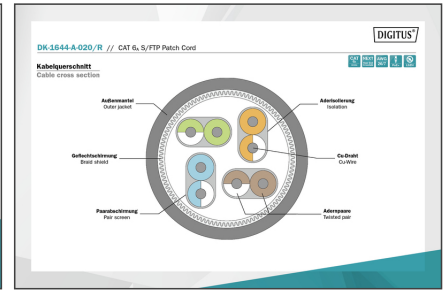 DIGITUS®
DK-1644-A-020/R // CAT 6A S/FTP Patch Cord
Kabelquerschnitt
Cable cross section
Außenmantel
Outer jacket
Aderisolierung
Isolation
Geflechtschirmung
Braid shield
Cu-Draht
Cu-Wire
Paarabschirmung
Pair screen
Adernpaare
Twisted pair